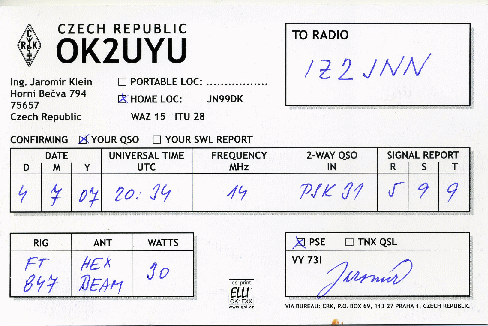 CZECH REPUBLIC
OK2UYU
TO RADIO
IZ2JNN
Ing. Jaromir Klein
Horni Bečva 794
75657
Czech Republic
PORTABLE LOC: ................
HOME LOC: JN99DK
WAZ 15 ITU 28
CONFIRMING YOUR QSO YOUR SWL REPORT
DATE UNIVERSAL TIME FREQUENCY 2-WAY QSO SIGNAL REPORT
D M Y UTC MHz IN R S T
4 7 07 20:34 14 PSK 31 5 9 9
RIG ANT WATTS
FT HEX 30
847 BEAM
PSE TNX QSL
VY 73!
Jaromir
VIA BUREAU: CRK, P.O. BOX 69, 113 27 PRAHA 1, CZECH REPUBLIC